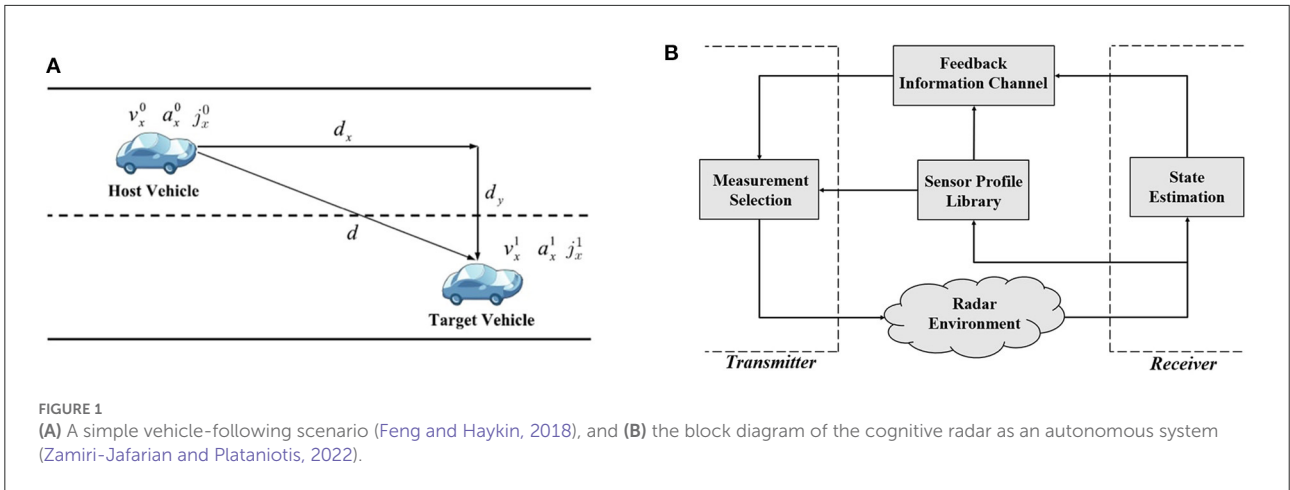 A
v_x^0 a_x^0 j_x^0
d_x
Host Vehicle
d_y
d
v_x^1 a_x^1 j_x^1
Target Vehicle
B
Feedback
Information Channel
Measurement
Selection
Sensor Profile
Library
State
Estimation
Radar
Environment
Transmitter
Receiver
FIGURE 1
(A) A simple vehicle-following scenario (Feng and Haykin, 2018), and (B) the block diagram of the cognitive radar as an autonomous system
(Zamiri-Jafarian and Plataniotis, 2022).